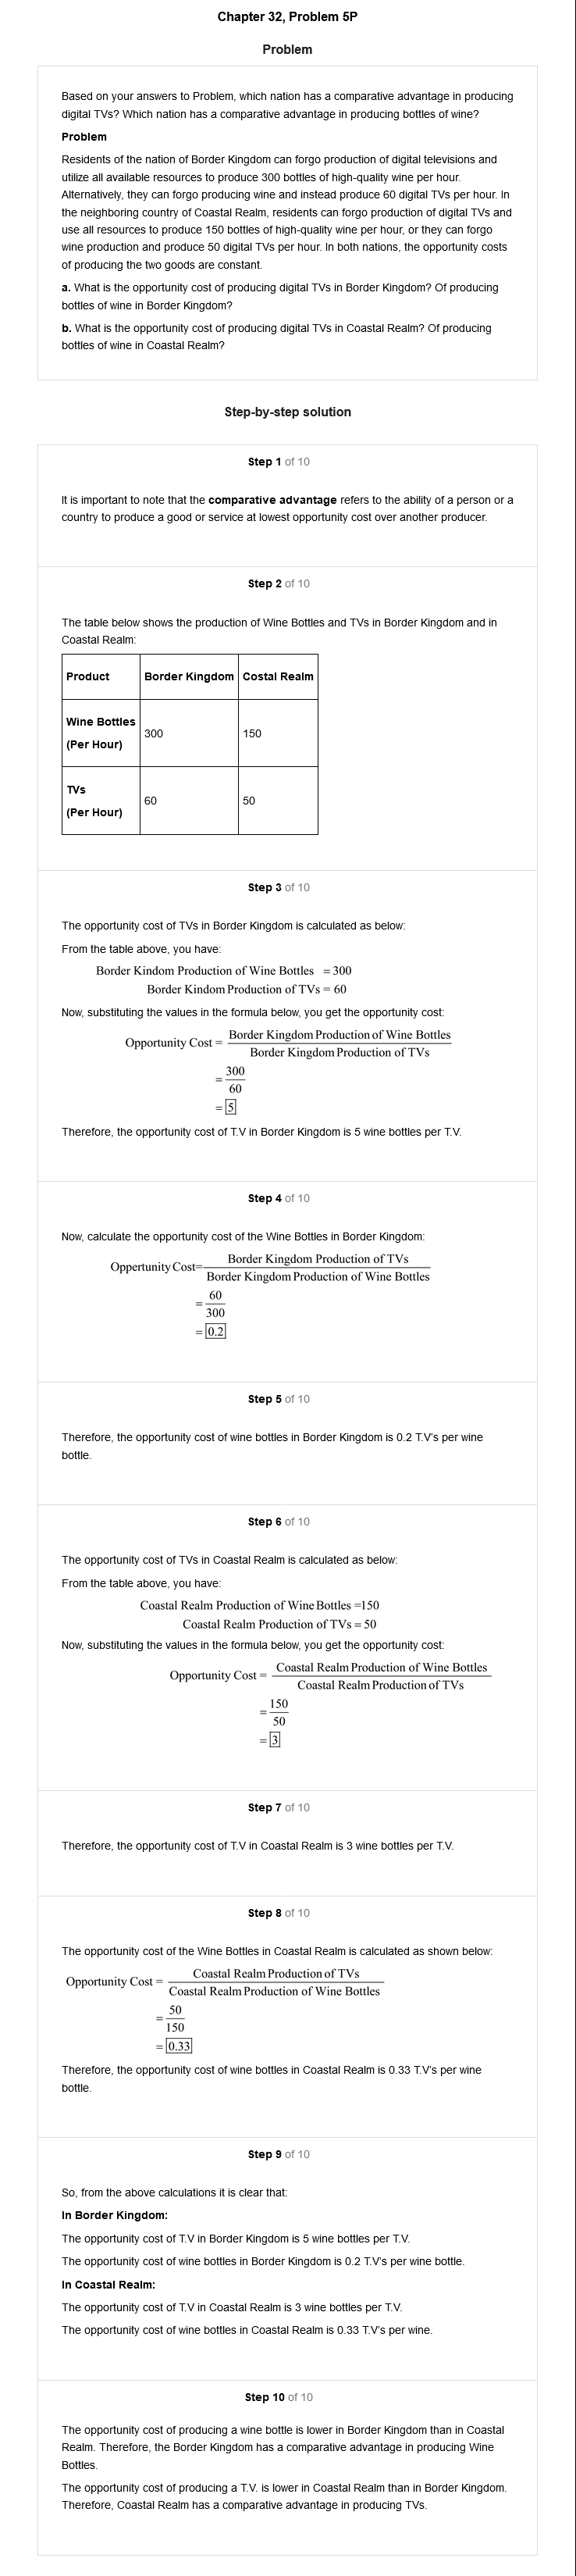 Chapter 32, Problem 5P
Problem
Based on your answers to Problem, which nation has a comparative advantage in producing
digital TVs? Which nation has a comparative advantage in producing bottles of wine?
Problem
Residents of the nation of Border Kingdom can forgo production of digital televisions and
utilize all available resources to produce 300 bottles of high-quality wine per hour.
Alternatively, they can forgo producing wine and instead produce 60 digital TVs per hour. In
the neighboring country of Coastal Realm, residents can forgo production of digital TVs and
use all resources to produce 150 bottles of high-quality wine per hour, or they can forgo
wine production and produce 50 digital TVs per hour. In both nations, the opportunity costs
of producing the two goods are constant.
a. What is the opportunity cost of producing digital TVs in Border Kingdom? Of producing
bottles of wine in Border Kingdom?
b. What is the opportunity cost of producing digital TVs in Coastal Realm? Of producing
bottles of wine in Coastal Realm?
Step-by-step solution
Step 1 of 10
It is important to note that the comparative advantage refers to the ability of a person or a
country to produce a good or service at lowest opportunity cost over another producer.
Step 2 of 10
The table below shows the production of Wine Bottles and TVs in Border Kingdom and in
Coastal Realm:
Product Border Kingdom Costal Realm
Wine Bottles
(Per Hour)
300 150
TVs
(Per Hour)
60 50
Step 3 of 10
The opportunity cost of TVs in Border Kingdom is calculated as below:
From the table above, you have:
Border Kindom Production of Wine Bottles = 300
Border Kindom Production of TVs = 60
Now, substituting the values in the formula below, you get the opportunity cost:
Opportunity Cost = Border Kingdom Production of Wine Bottles
Border Kingdom Production of TVs
= 300
60
= 5
Therefore, the opportunity cost of T.V in Border Kingdom is 5 wine bottles per T.V.
Step 4 of 10
Now, calculate the opportunity cost of the Wine Bottles in Border Kingdom:
Oppertunity Cost= Border Kingdom Production of TVs
Border Kingdom Production of Wine Bottles
= 60
300
= 0.2
Step 5 of 10
Therefore, the opportunity cost of wine bottles in Border Kingdom is 0.2 T.V's per wine
bottle.
Step 6 of 10
The opportunity cost of TVs in Coastal Realm is calculated as below:
From the table above, you have:
Coastal Realm Production of Wine Bottles =150
Coastal Realm Production of TVs = 50
Now, substituting the values in the formula below, you get the opportunity cost:
Opportunity Cost = Coastal Realm Production of Wine Bottles
Coastal Realm Production of TVs
= 150
50
= 3
Step 7 of 10
Therefore, the opportunity cost of T.V in Coastal Realm is 3 wine bottles per T.V.
Step 8 of 10
The opportunity cost of the Wine Bottles in Coastal Realm is calculated as shown below:
Opportunity Cost = Coastal Realm Production of TVs
Coastal Realm Production of Wine Bottles
= 50
150
= 0.33
Therefore, the opportunity cost of wine bottles in Coastal Realm is 0.33 T.V's per wine
bottle.
Step 9 of 10
So, from the above calculations it is clear that:
In Border Kingdom:
The opportunity cost of T.V in Border Kingdom is 5 wine bottles per T.V.
The opportunity cost of wine bottles in Border Kingdom is 0.2 T.V's per wine bottle.
In Coastal Realm:
The opportunity cost of T.V in Coastal Realm is 3 wine bottles per T.V.
The opportunity cost of wine bottles in Coastal Realm is 0.33 T.V's per wine.
Step 10 of 10
The opportunity cost of producing a wine bottle is lower in Border Kingdom than in Coastal
Realm. Therefore, the Border Kingdom has a comparative advantage in producing Wine
Bottles.
The opportunity cost of producing a T.V. is lower in Coastal Realm than in Border Kingdom.
Therefore, Coastal Realm has a comparative advantage in producing TVs.